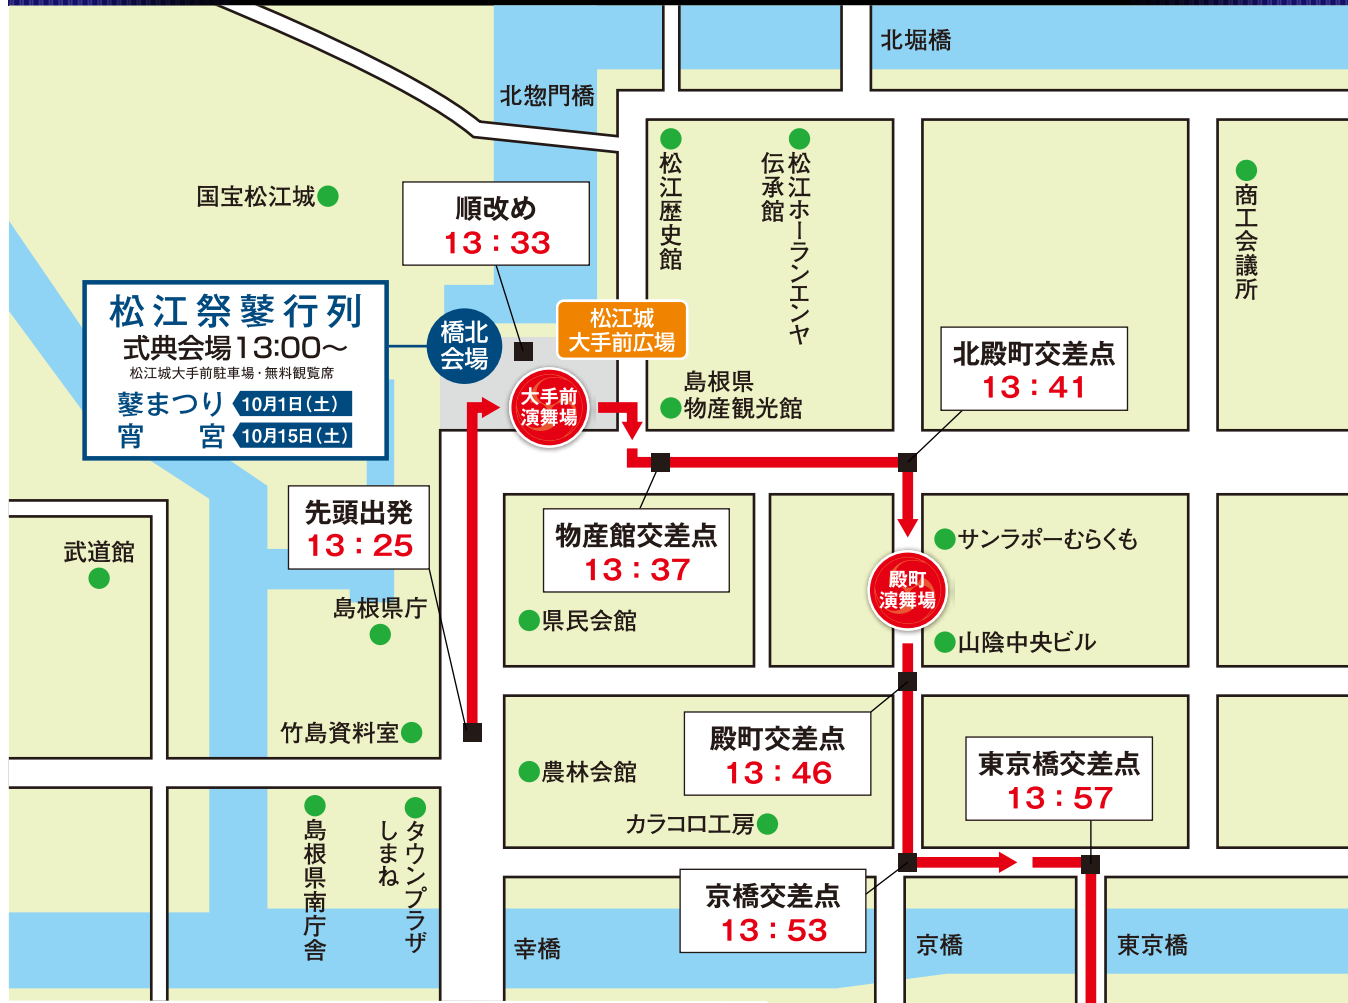 北堀橋
北惣門橋
国宝松江城
順改め
13：33
松江歴史館
松江ホーランエンヤ
伝承館
商工会議所
松江祭鼕行列
式典会場13:00～
松江城大手前駐車場・無料観覧席
鼕まつり 10月1日(土)
宵宮 10月15日(土)
橋北
会場
松江城
大手前広場
大手前
演舞場
島根県
物産観光館
北殿町交差点
13：41
先頭出発
13：25
物産館交差点
13：37
サンラポーむらくも
殿町
演舞場
武道館
島根県庁
県民会館
山陰中央ビル
竹島資料室
農林会館
カラコロ工房
殿町交差点
13：46
東京橋交差点
13：57
島根県南庁舎
タウンプラザ
しまね
京橋交差点
13：53
幸橋
京橋
東京橋